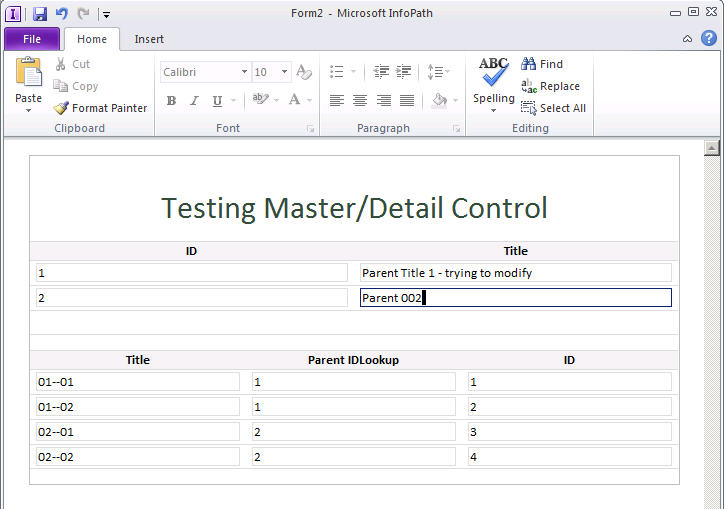 Form2 - Microsoft InfoPath
File Home Insert
Paste
Cut
Copy
Format Painter
Clipboard
Calibri 10
B I U ab A
Font
Paragraph
ABC
Spelling
Find
Replace
Select All
Editing
Testing Master/Detail Control
ID Title
1 Parent Title 1 - trying to modify
2 Parent 002
Title Parent IDLookup ID
01--01 1 1
01--02 1 2
02--01 2 3
02--02 2 4